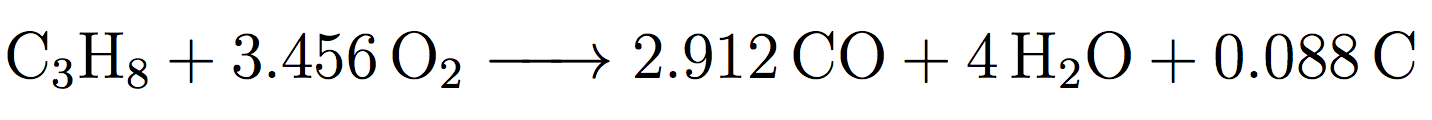 C₃H₈ + 3.456 O₂ ⟶ 2.912 CO + 4 H₂O + 0.088 C